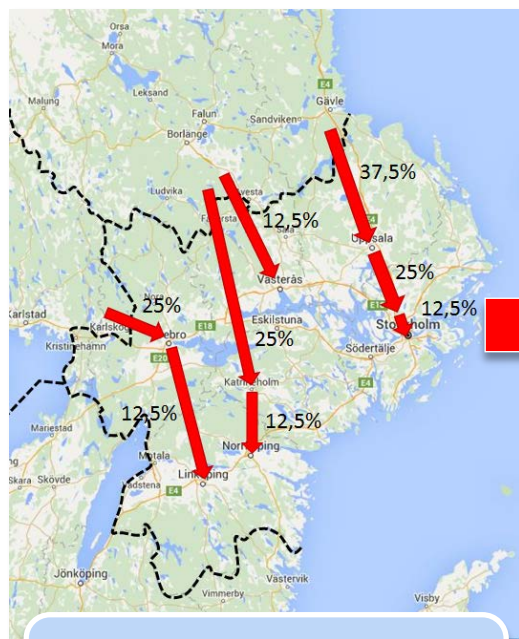 Orsa
Mora
E4
Gävle
Malung
Leksand
Falun
Sandviken
Borlänge
37,5%
Ludvika
12,5%
Uppsala
Västerås
25%
25%
25%
12,5%
Karlstad
E18
Eskilstuna
Stockholm
Kristinehamn
E20
Södertälje
Katrineholm
12,5%
12,5%
Mariestad
Norrköping
Motala
Linköping
Skara
Skövde
E4
Jönköping
Västervik
Vimmerby
Visby